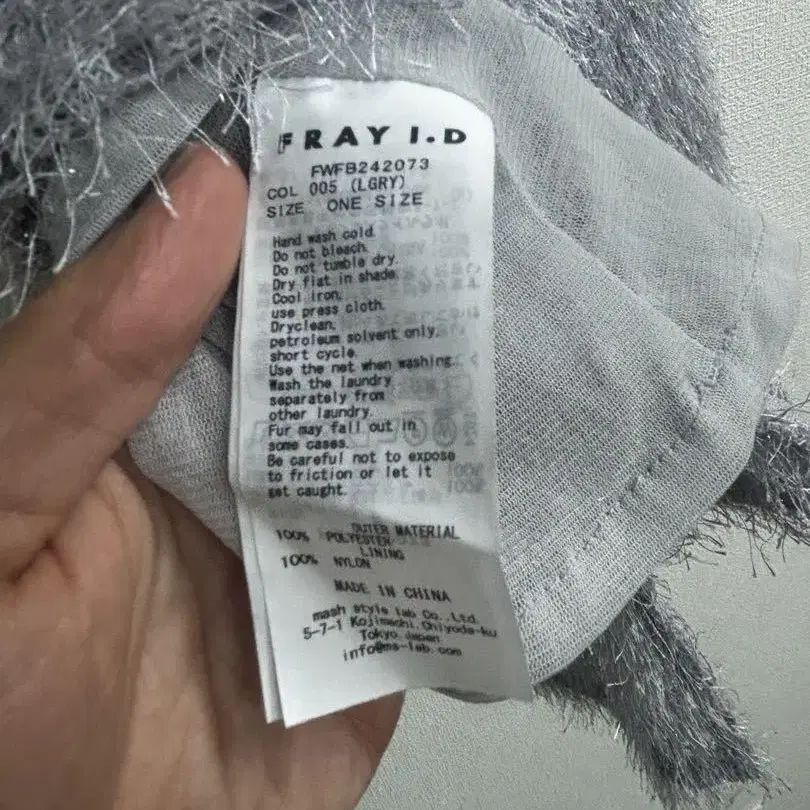 FRAY I.D
FWFB242073
COL 005 (LGRY)
SIZE ONE SIZE
Hand wash cold.
Do not bleach.
Do not tumble dry.
Dry flat in shade.
Cool iron.
use press cloth.
Dryclean.
petroleum solvent only.
short cycle.
Use the net when washing.
Wash the laundry
separately from
other laundry.
Fur may fall out in
some cases.
Be careful not to expose
to friction or let it
get caught.
OUTER MATERIAL
100% POLYESTER
LINING
100% NYLON
MADE IN CHINA
mash style lab Co.,Ltd.
5-7-1 Kojimachi,Chiyoda-ku
Tokyo,Japan
info@ms-lab.com